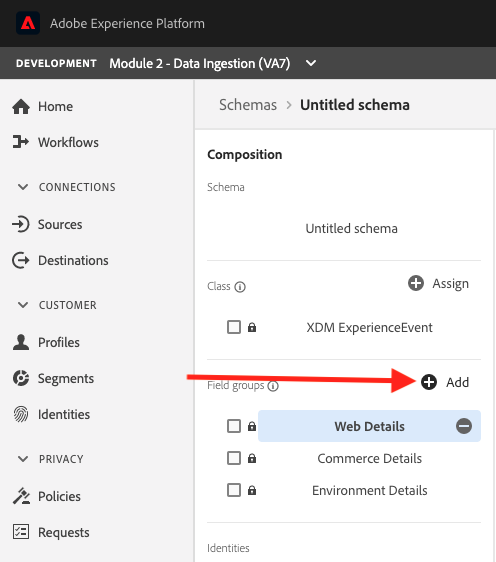 Adobe Experience Platform
DEVELOPMENT Module 2 - Data Ingestion (VA7)
Home
Workflows
CONNECTIONS
Sources
Destinations
CUSTOMER
Profiles
Segments
Identities
PRIVACY
Policies
Requests
Schemas > Untitled schema
Composition
Schema
Untitled schema
Class
Assign
XDM ExperienceEvent
Field groups
Add
Web Details
Commerce Details
Environment Details
Identities